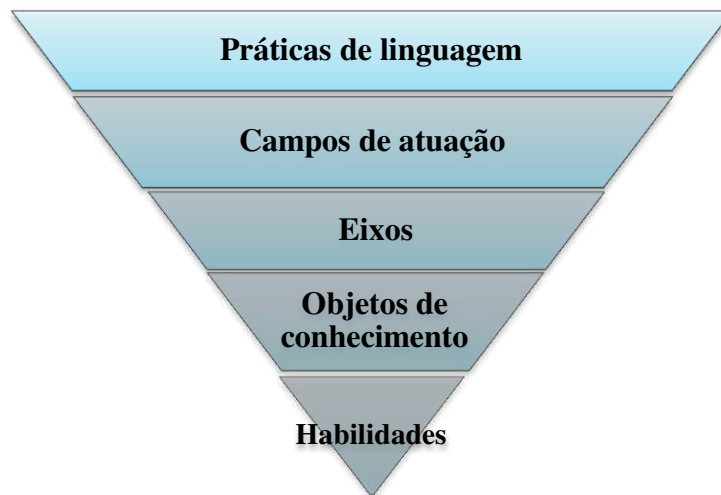 Práticas de linguagem
Campos de atuação
Eixos
Objetos de
conhecimento
Habilidades